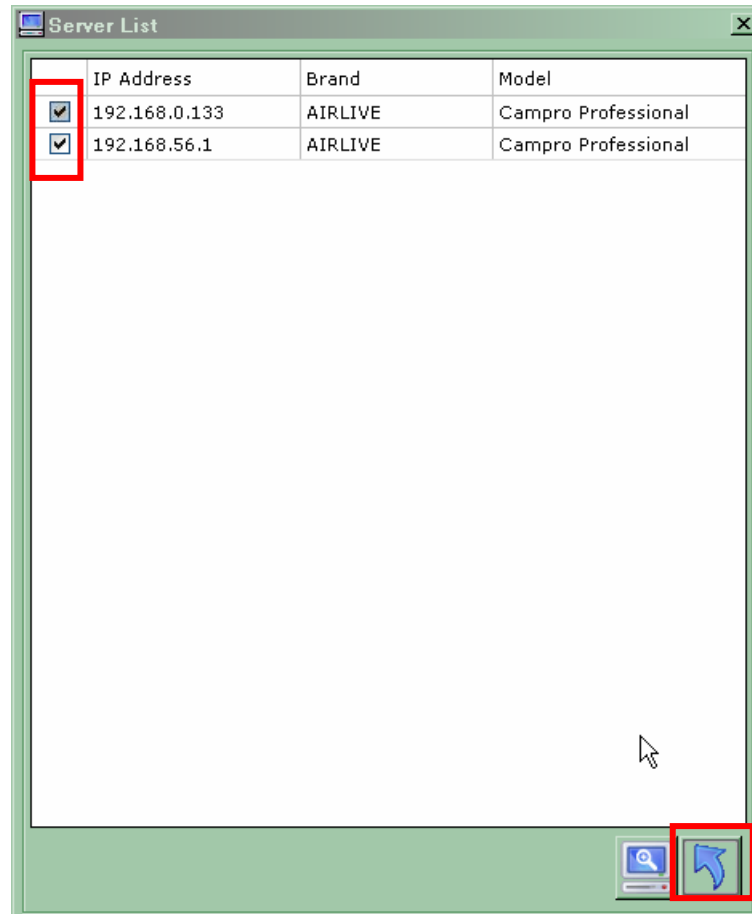 Server List
IP Address Brand Model
192.168.0.133 AIRLIVE Campro Professional
192.168.56.1 AIRLIVE Campro Professional